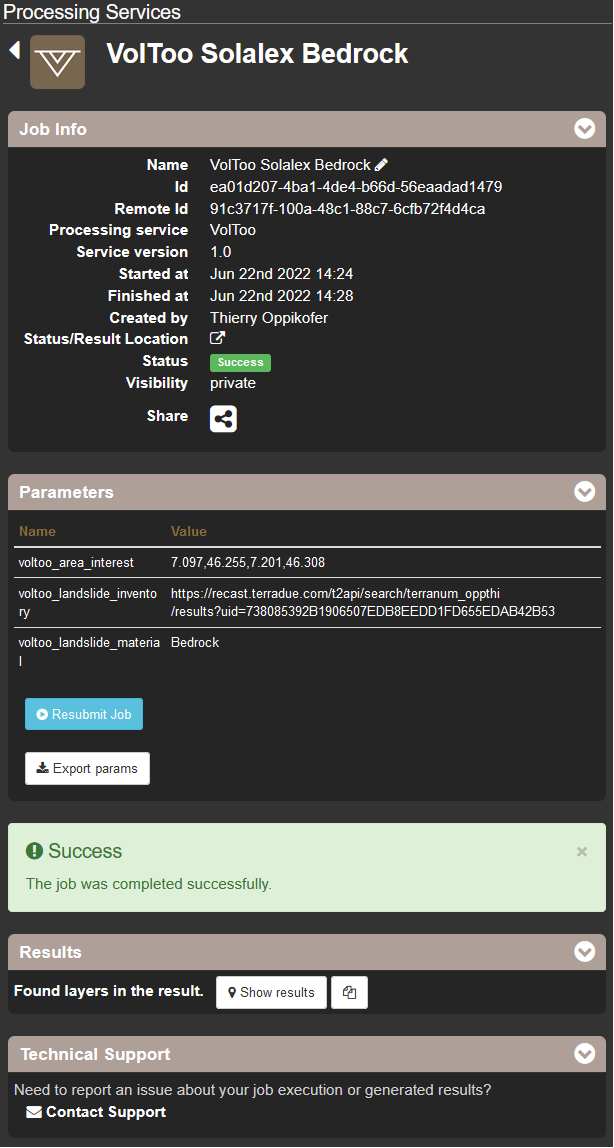 Processing Services
VolToo Solalex Bedrock
Job Info
Name VolToo Solalex Bedrock
Id ea01d207-4ba1-4de4-b66d-56eaadad1479
Remote Id 91c3717f-100a-48c1-88c7-6cfb72f4d4ca
Processing service VolToo
Service version 1.0
Started at Jun 22nd 2022 14:24
Finished at Jun 22nd 2022 14:28
Created by Thierry Oppikofer
Status/Result Location
Status Success
Visibility private
Share
Parameters
Name Value
voltoo_area_interest 7.097,46.255,7.201,46.308
voltoo_landslide_invento https://recast.terradue.com/t2api/search/terranum_oppthi
ry /results?uid=738085392B1906507EDB8EEDD1FD655EDAB42B53
voltoo_landslide_materia Bedrock
l
Resubmit Job
Export params
Success ×
The job was completed successfully.
Results
Found layers in the result. Show results
Technical Support
Need to report an issue about your job execution or generated results?
Contact Support